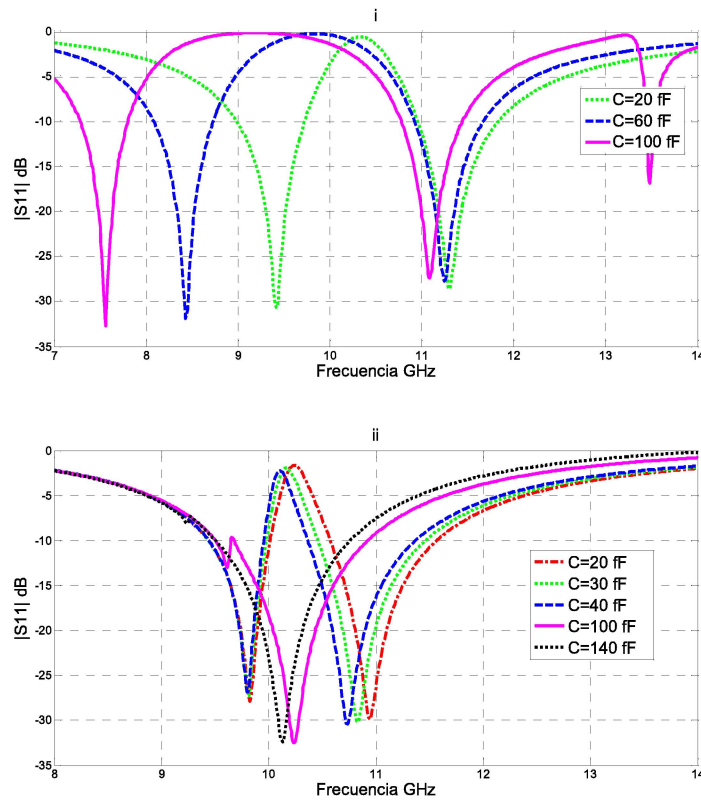 i
0
-5
-10
-15
-20
-25
-30
-35
|S11| dB
7 8 9 10 11 12 13 14
Frecuencia GHz
C=20 fF
C=60 fF
C=100 fF
ii
0
-5
-10
-15
-20
-25
-30
-35
|S11| dB
8 9 10 11 12 13 14
Frecuencia GHz
C=20 fF
C=30 fF
C=40 fF
C=100 fF
C=140 fF